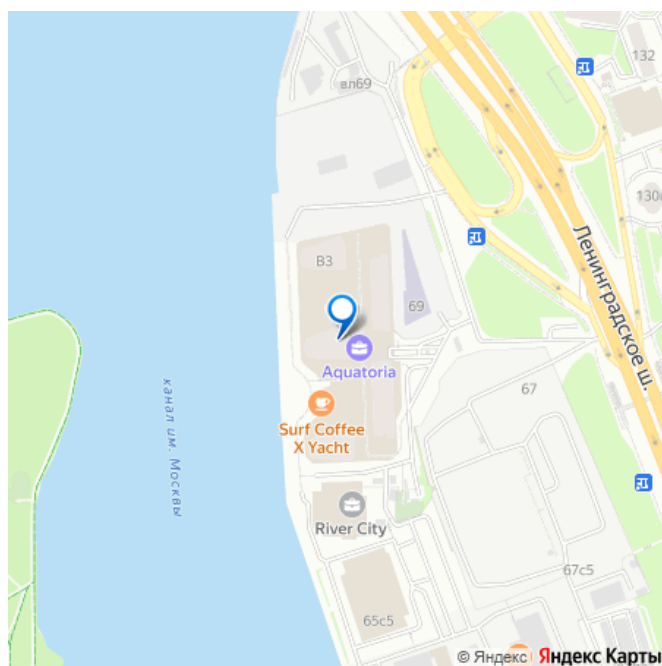 132
вл69
130
Ленинградское ш.
В3
69
Aquatoria
67
Surf Coffee
X Yacht
канал им. Москвы
River City
67с5
65с5
© Яндекс Яндекс Карты